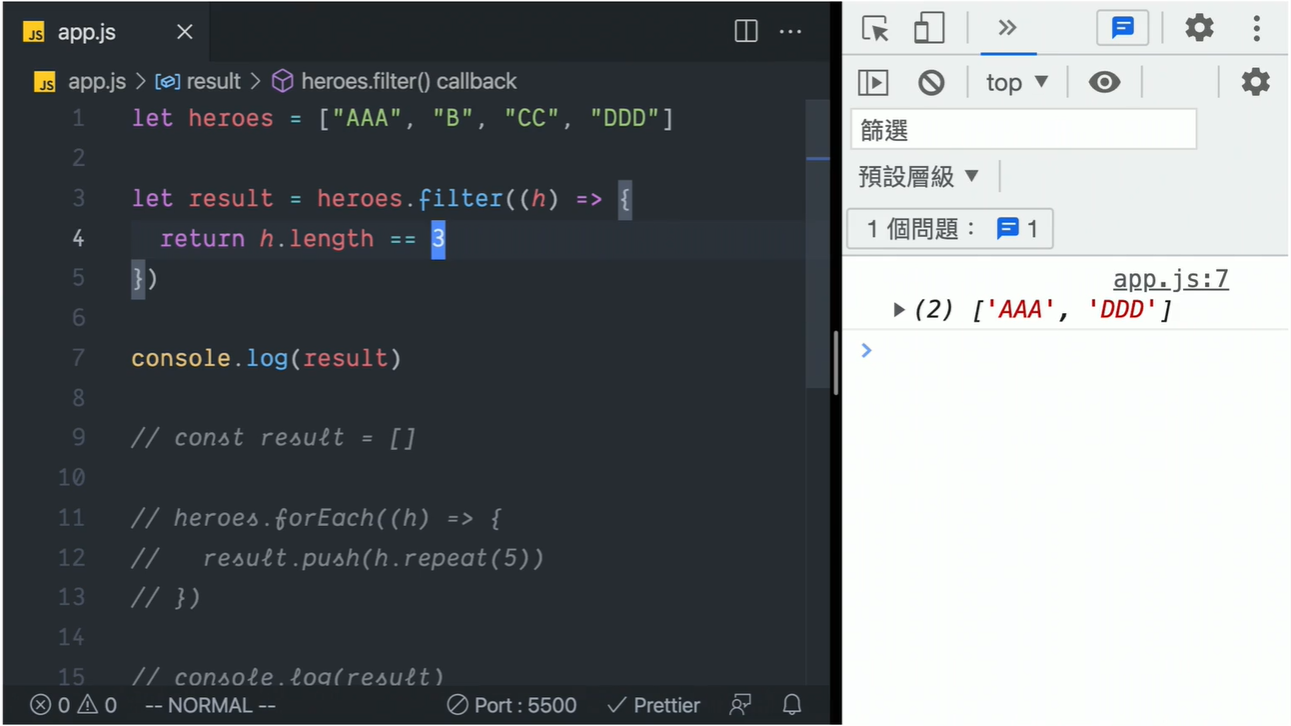 JS app.js
JS app.js > result > heroes.filter() callback
1 let heroes = ["AAA", "B", "CC", "DDD"]
2
3 let result = heroes.filter((h) => {
4 return h.length == 3
5 })
6
7 console.log(result)
8
9 // const result = []
10
11 // heroes.forEach((h) => {
12 //   result.push(h.repeat(5))
13 // })
14
15 // console.log(result)
0 0 -- NORMAL -- Port : 5500 Prettier
top
篩選
預設層級
1 個問題： 1
app.js:7
(2) ['AAA', 'DDD']